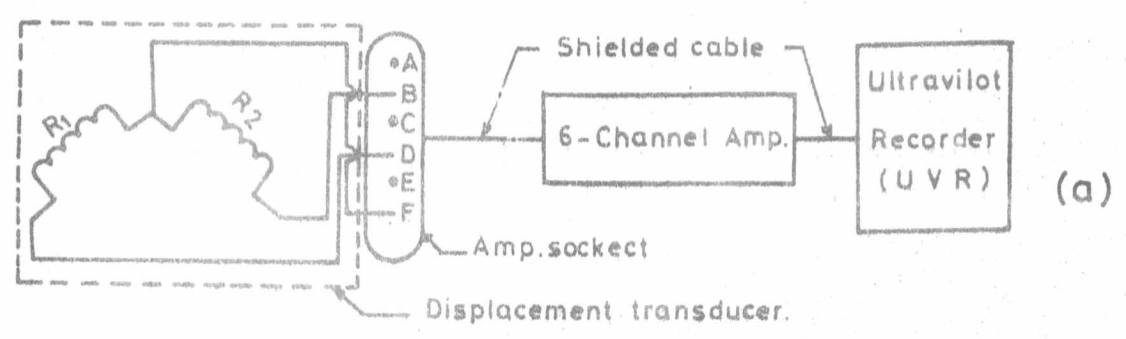 Shielded cable
A
B
C
D
E
F
R1
R2
6-Channel Amp.
Ultravilot
Recorder
(UVR)
(a)
Amp.sockect
Displacement transducer.